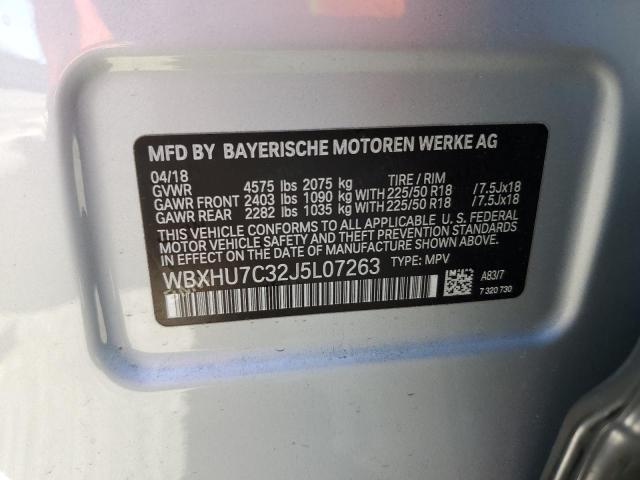 MFD BY BAYERISCHE MOTOREN WERKE AG
04/18 TIRE / RIM
GVWR 4575 lbs 2075 kg
GAWR FRONT 2403 lbs 1090 kg WITH 225/50 R18 /7.5Jx18
GAWR REAR 2282 lbs 1035 kg WITH 225/50 R18 /7.5Jx18
THIS VEHICLE CONFORMS TO ALL APPLICABLE U. S. FEDERAL
MOTOR VEHICLE SAFETY AND THEFT PREVENTION STANDARDS
IN EFFECT ON THE DATE OF MANUFACTURE SHOWN ABOVE.
WBXHU7C32J5L07263 TYPE: MPV
A83/7
7 320 730